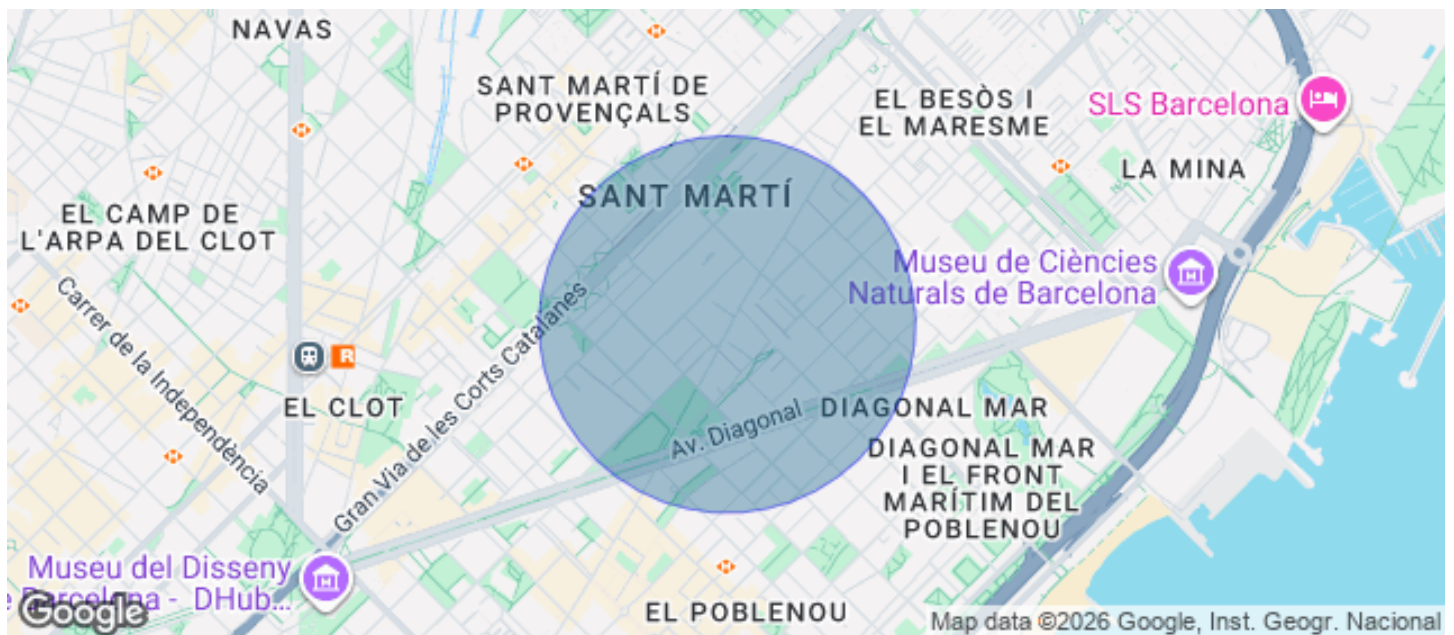 NAVAS
SANT MARTÍ DE
PROVENÇALS
EL BESÒS I
EL MARESME
SLS Barcelona
LA MINA
SANT MARTÍ
EL CAMP DE
L'ARPA DEL CLOT
Museu de Ciències
Naturals de Barcelona
Carrer de la Independència
Gran Via de les Corts Catalanes
R
EL CLOT
Av. Diagonal
DIAGONAL MAR
DIAGONAL MAR
I EL FRONT
MARÍTIM DEL
POBLENOU
Museu del Disseny
Barcelona - DHub...
EL POBLENOU
Google
Map data ©2026 Google, Inst. Geogr. Nacional